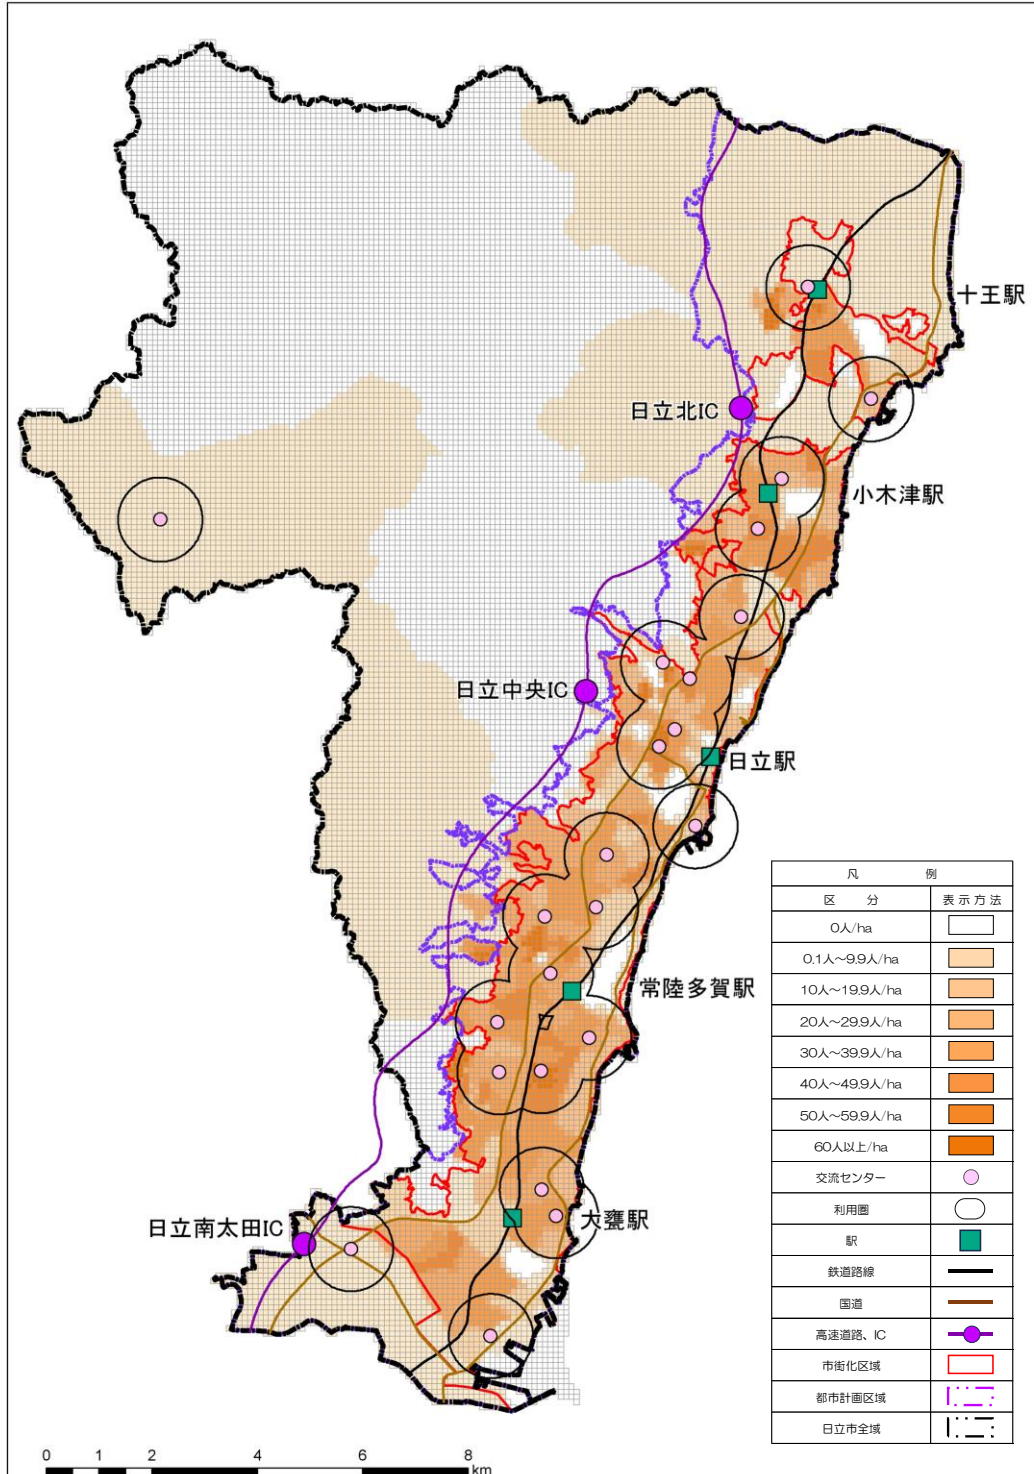 十王駅
日立北IC
小木津駅
日立中央IC
日立駅
常陸多賀駅
日立南太田IC
大甕駅
凡 例
区 分 表示方法
0人/ha
0.1人～9.9人/ha
10人～19.9人/ha
20人～29.9人/ha
30人～39.9人/ha
40人～49.9人/ha
50人～59.9人/ha
60人以上/ha
交流センター
利用圏
駅
鉄道路線
国道
高速道路、IC
市街化区域
都市計画区域
日立市全域
0 1 2 4 6 8
km